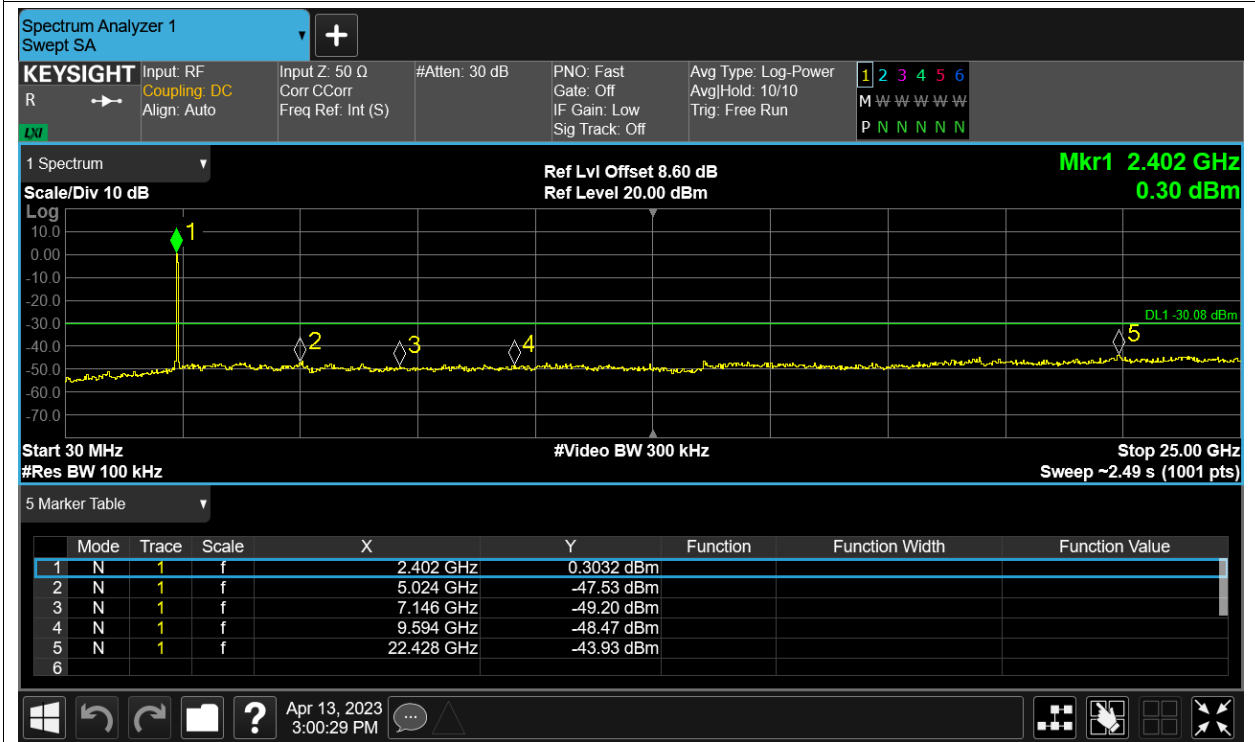 Spectrum Analyzer 1
Swept SA
+
KEYSIGHT
R
LXI
Input: RF
Coupling: DC
Align: Auto
Input Z: 50 Ω
Corr CCorr
Freq Ref: Int (S)
#Atten: 30 dB
PNO: Fast
Gate: Off
IF Gain: Low
Sig Track: Off
Avg Type: Log-Power
Avg|Hold: 10/10
Trig: Free Run
1 2 3 4 5 6
M W W W W W
P N N N N N
1 Spectrum
Scale/Div 10 dB
Ref Lvl Offset 8.60 dB
Ref Level 20.00 dBm
Mkr1 2.402 GHz
0.30 dBm
Log
10.0
0.00
-10.0
-20.0
-30.0
-40.0
-50.0
-60.0
-70.0
1
2
3
4
5
DL1 -30.08 dBm
Start 30 MHz
#Res BW 100 kHz
#Video BW 300 kHz
Stop 25.00 GHz
Sweep ~2.49 s (1001 pts)
5 Marker Table
Mode Trace Scale X Y Function Function Width Function Value
1 N 1 f 2.402 GHz 0.3032 dBm
2 N 1 f 5.024 GHz -47.53 dBm
3 N 1 f 7.146 GHz -49.20 dBm
4 N 1 f 9.594 GHz -48.47 dBm
5 N 1 f 22.428 GHz -43.93 dBm
6
?
Apr 13, 2023
3:00:29 PM